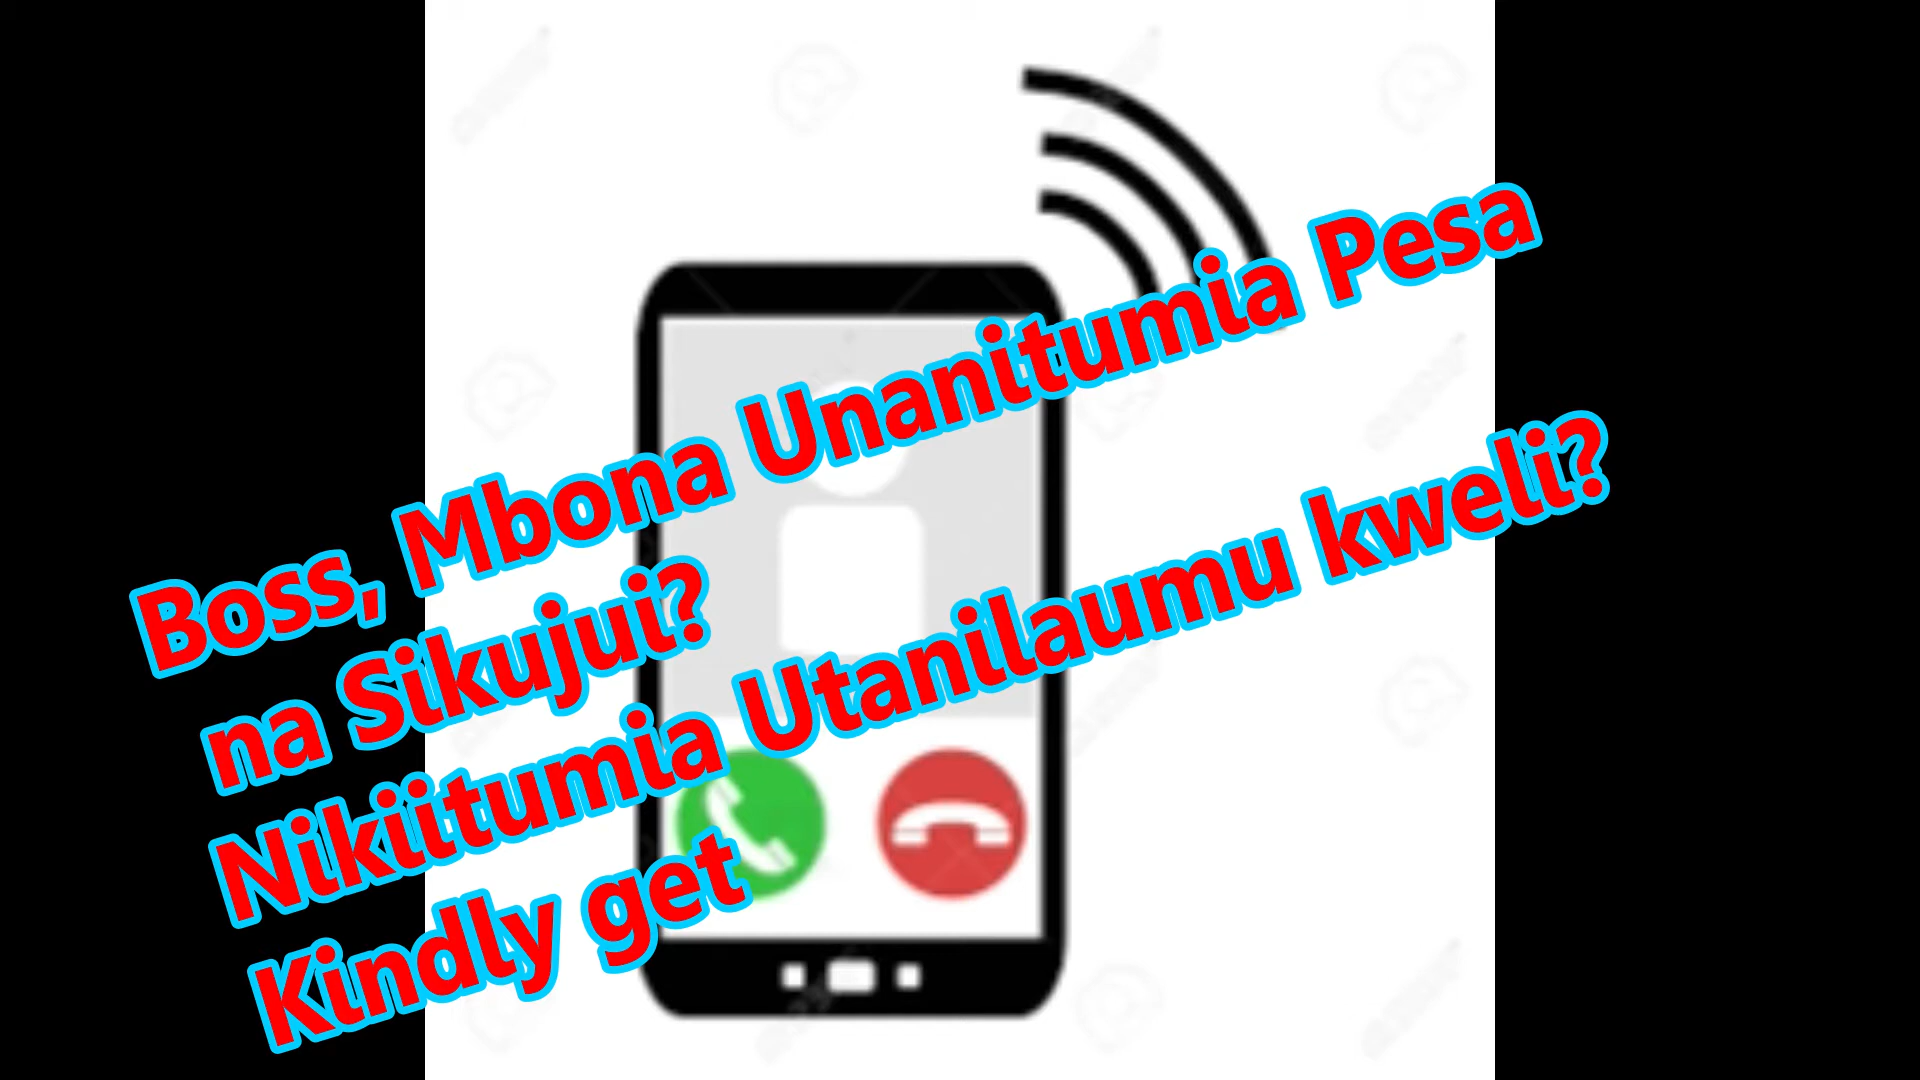 Boss, Mbona Unanitumia Pesa
na Sikujui?
Nikiitumia Utanilaumu kweli?
Kindly get